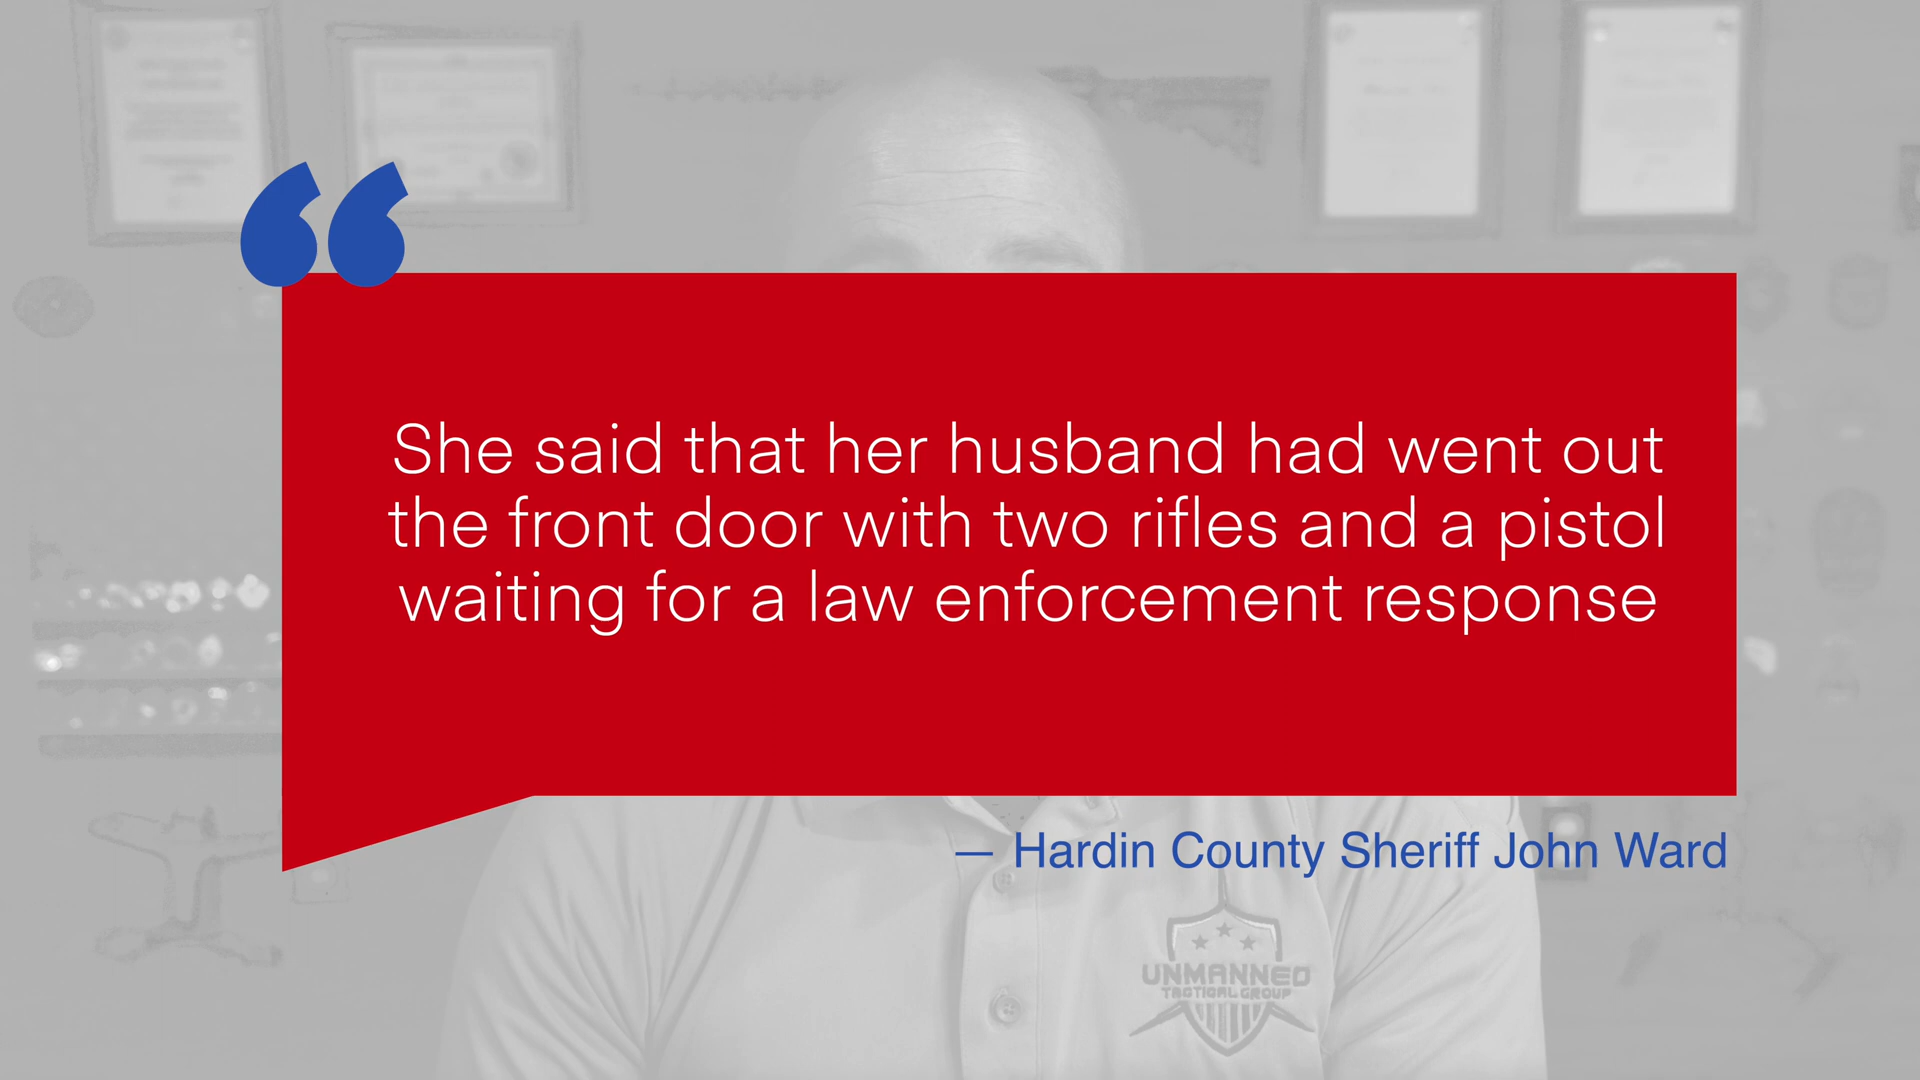 “
She said that her husband had went out
the front door with two rifles and a pistol
waiting for a law enforcement response
— Hardin County Sheriff John Ward
UNMANNED
TACTICAL GROUP